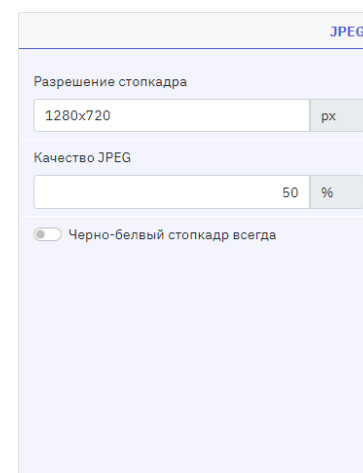 JPEG
Разрешение стопкадра
1280x720 px
Качество JPEG
50 %
Черно-белвый стопкадр всегда